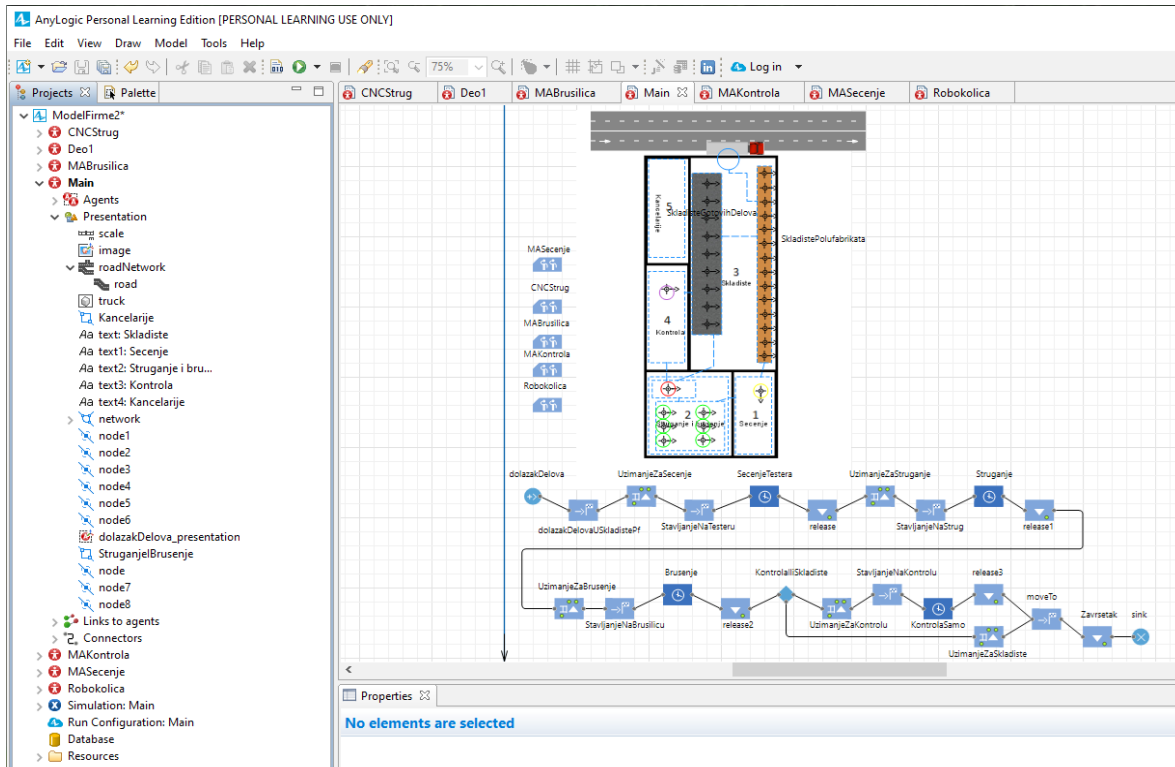 AnyLogic Personal Learning Edition [PERSONAL LEARNING USE ONLY]
File Edit View Draw Model Tools Help
75%
Log in
Projects
Palette
ModelFirme2*
CNCStrug
Deo1
MABrusilica
Main
Agents
Presentation
scale
image
roadNetwork
road
truck
Kancelarije
Aa text: Skladiste
Aa text1: Secenje
Aa text2: Struganje i bru...
Aa text3: Kontrola
Aa text4: Kancelarije
network
node1
node2
node3
node4
node5
node6
dolazakDelova_presentation
StruganjeIBrusenje
node
node7
node8
Links to agents
Connectors
MAKontrola
MASecenje
Robokolica
Simulation: Main
Run Configuration: Main
Database
Resources
CNCStrug Deo1 MABrusilica Main MAKontrola MASecenje Robokolica
5
Kancelarije
SkladisteGotovihDelova
SkladistePolufabrikata
3
Skladiste
4
Kontrola
2
Struganje i brusenje
1
Secenje
MASecenje
CNCStrug
MABrusilica
MAKontrola
Robokolica
dolazakDelova
UzimanjeZaSecenje
SecenjeTestera
UzimanjeZaStruganje
Struganje
dolazakDelovaUSkladistePf
StavljanjeNaTesteru
release
StavljanjeNaStrug
release1
UzimanjeZaBrusenje
Brusenje
KontrolaIliSkladiste
StavljanjeNaKontrolu
release3
moveTo
Zavrsetak
sink
StavljanjeNaBrusilicu
release2
UzimanjeZaKontrolu
KontrolaSamo
UzimanjeZaSkladiste
Properties
No elements are selected